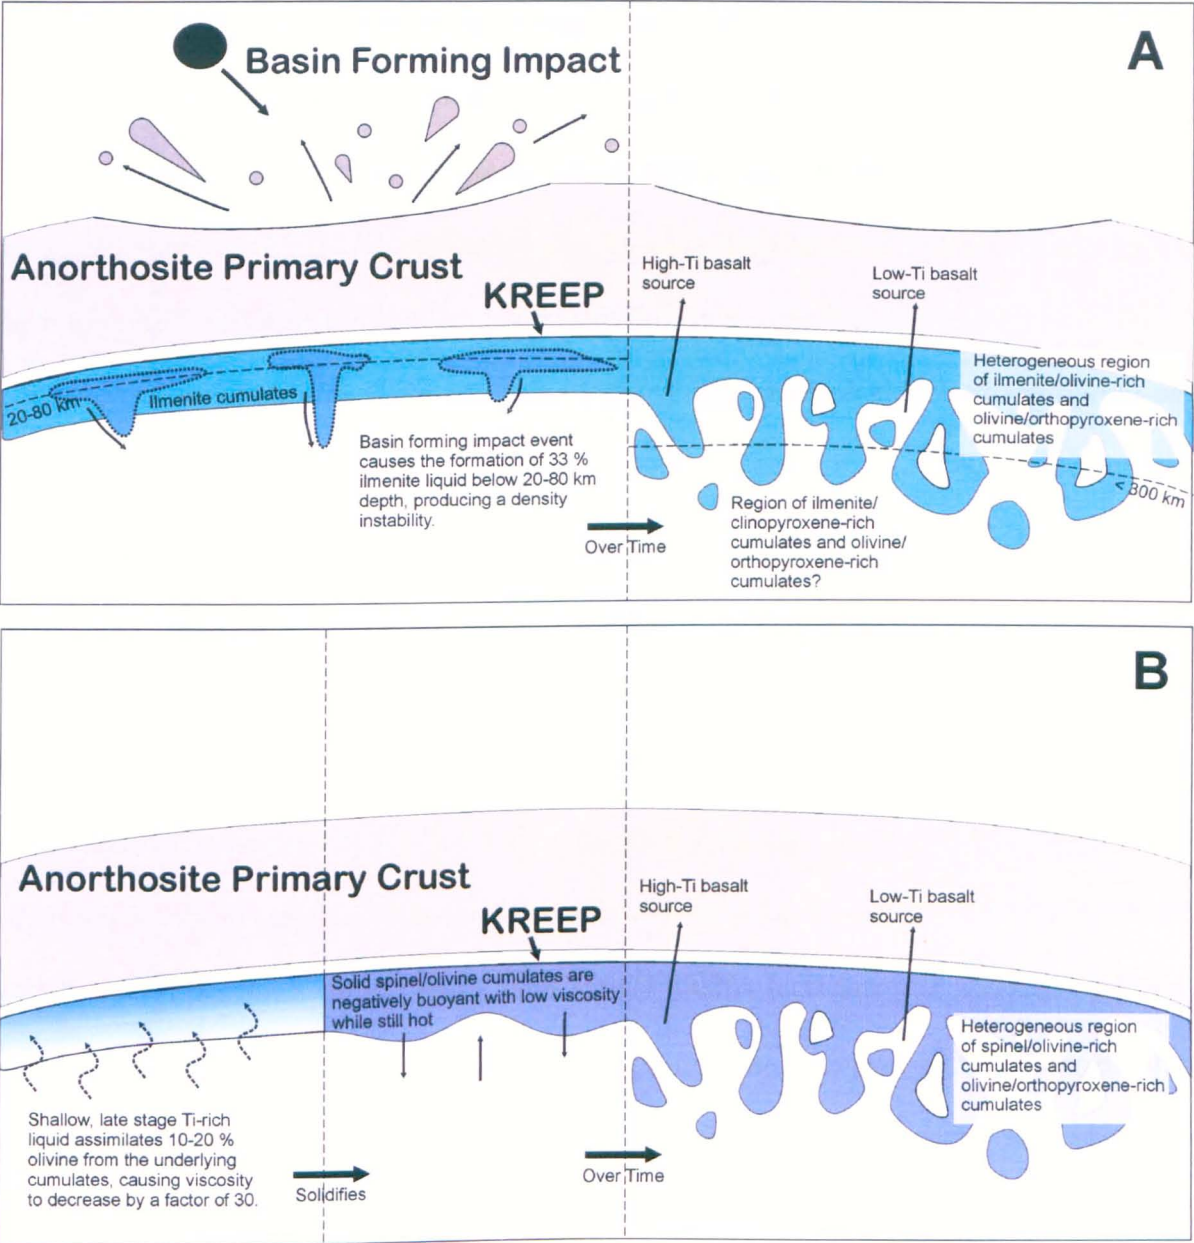 A
Basin Forming Impact
Anorthosite Primary Crust
KREEP
High-Ti basalt
source
Low-Ti basalt
source
20-80 km
Ilmenite cumulates
Heterogeneous region
of ilmenite/olivine-rich
cumulates and
olivine/orthopyroxene-rich
cumulates
Basin forming impact event
causes the formation of 33 %
ilmenite liquid below 20-80 km
depth, producing a density
instability.
Over Time
Region of ilmenite/
clinopyroxene-rich
cumulates and olivine/
orthopyroxene-rich
cumulates?
< 300 km
B
Anorthosite Primary Crust
KREEP
High-Ti basalt
source
Low-Ti basalt
source
Solid spinel/olivine cumulates are
negatively buoyant with low viscosity
while still hot
Heterogeneous region
of spinel/olivine-rich
cumulates and
olivine/orthopyroxene-rich
cumulates
Shallow, late stage Ti-rich
liquid assimilates 10-20 %
olivine from the underlying
cumulates, causing viscosity
to decrease by a factor of 30.
Solidifies
Over Time